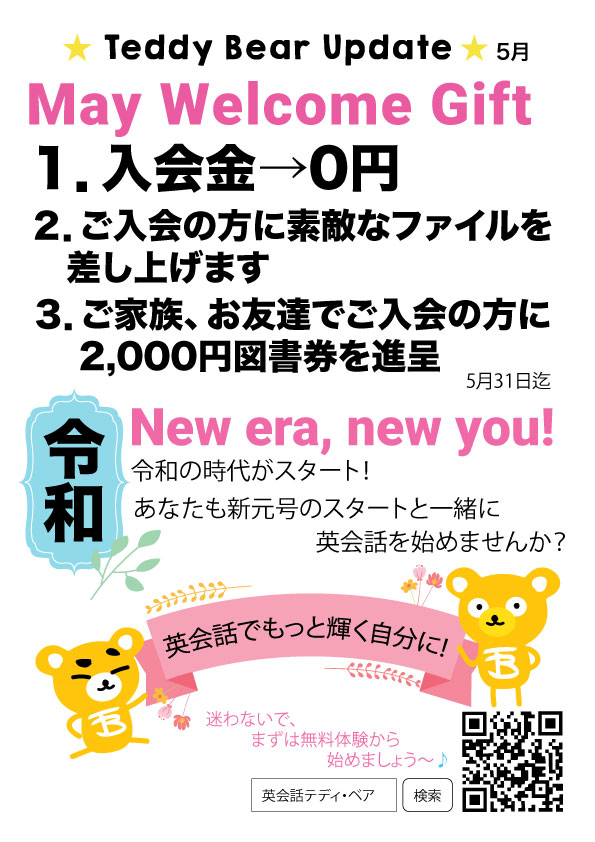 ★ Teddy Bear Update ★ 5月
May Welcome Gift
1. 入会金→0円
2. ご入会の方に素敵なファイルを
差し上げます
3. ご家族、お友達でご入会の方に
2,000円図書券を進呈
5月31日迄
令和
New era, new you!
令和の時代がスタート！
あなたも新元号のスタートと一緒に
英会話を始めませんか？
英会話でもっと輝く自分に！
TB
TB
迷わないで、
まずは無料体験から
始めましょう～♪
英会話テディ・ベア 検索